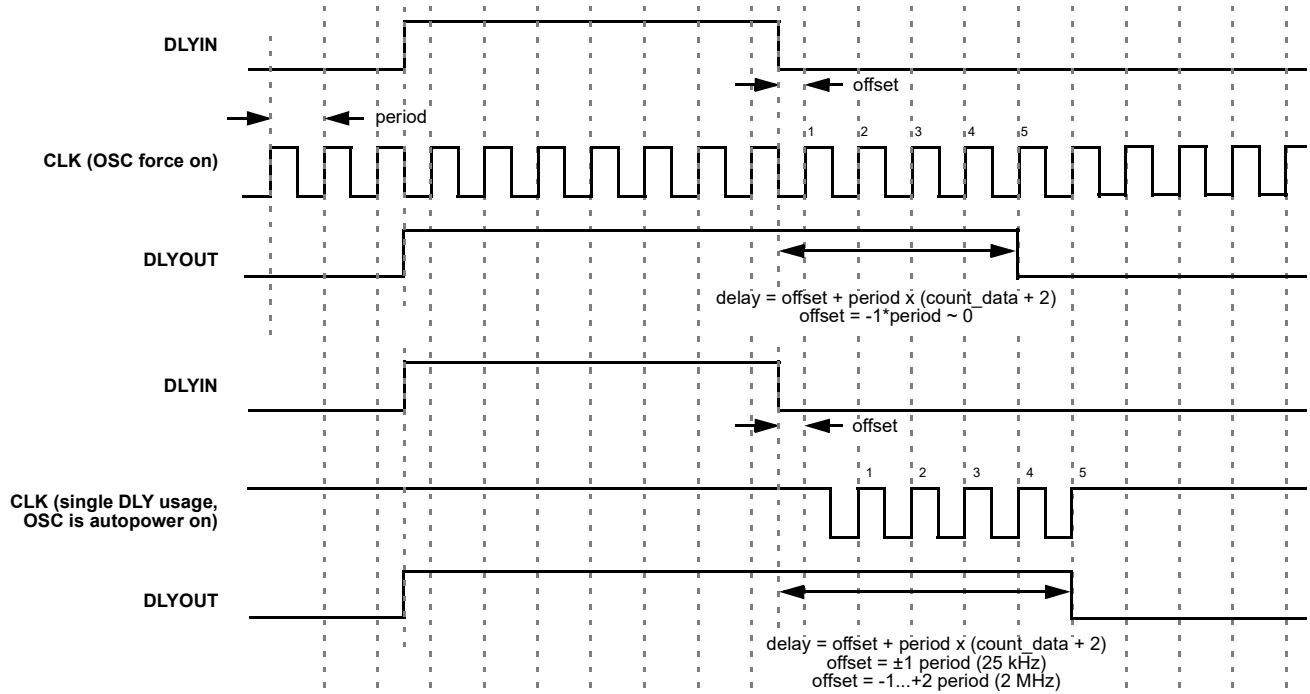 DLYIN
offset
period
1 2 3 4 5
CLK (OSC force on)
DLYOUT
delay = offset + period x (count_data + 2)
offset = -1*period ~ 0
DLYIN
offset
1 2 3 4 5
CLK (single DLY usage,
OSC is autopower on)
DLYOUT
delay = offset + period x (count_data + 2)
offset = ±1 period (25 kHz)
offset = -1...+2 period (2 MHz)